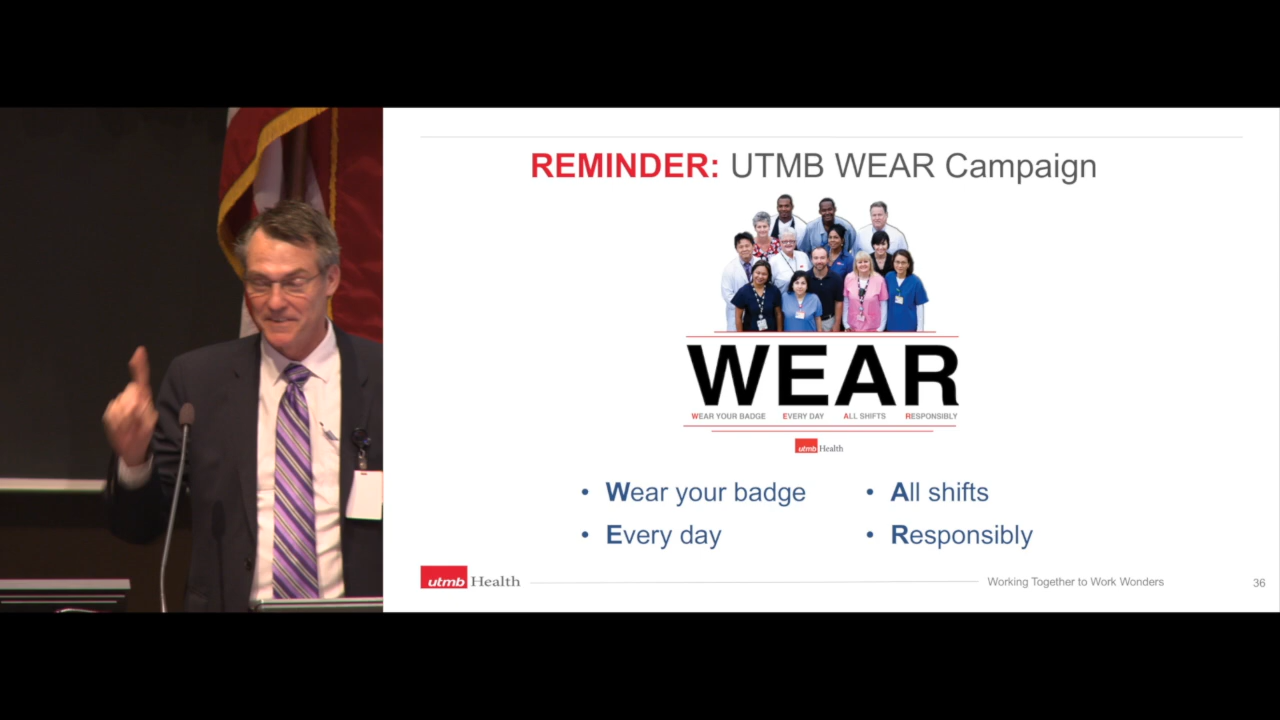 REMINDER: UTMB WEAR Campaign
WEAR
WEAR YOUR BADGE EVERY DAY ALL SHIFTS RESPONSIBLY
utmb Health
• Wear your badge
• Every day
• All shifts
• Responsibly
utmb Health
Working Together to Work Wonders
36